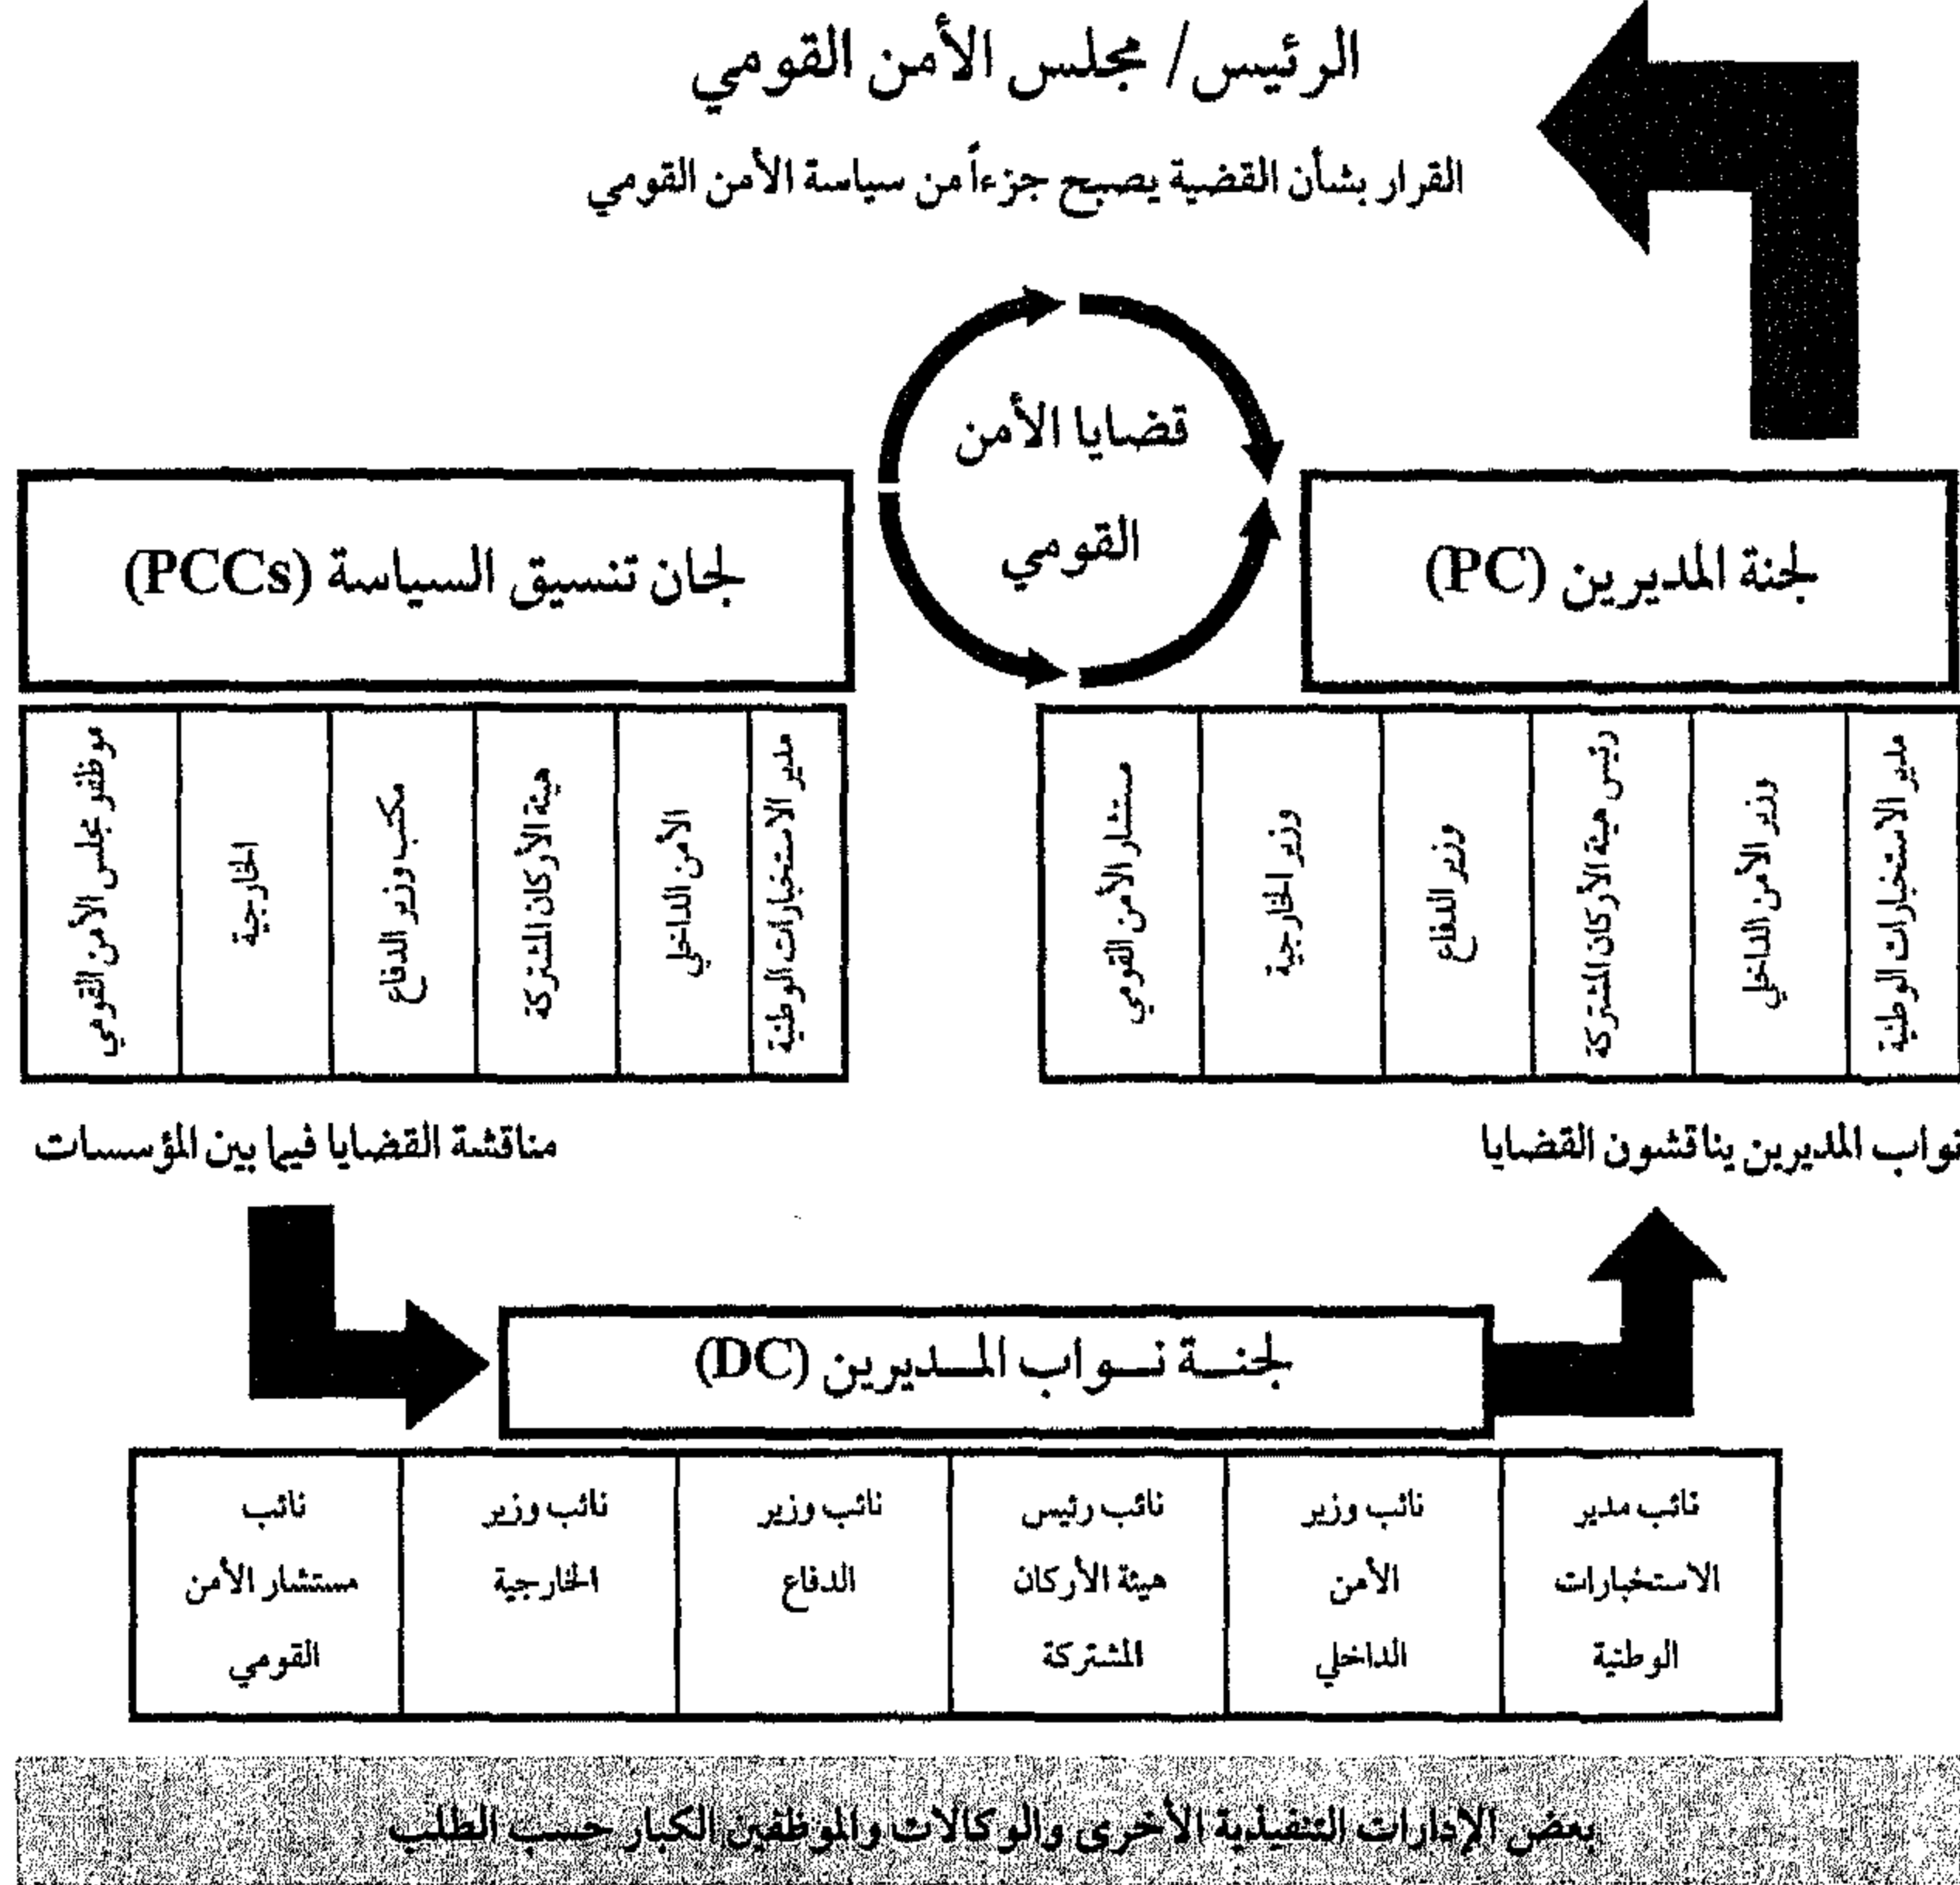 الرئيس/ مجلس الأمن القومي
القرار بشأن القضية يصبح جزءاً من سياسة الأمن القومي
قضايا الأمن
القومي
لجنة المديرين (PC)
لجان تنسيق السياسة (PCCs)
مدير الاستخبارات الوطنية
وزير الأمن الداخلي
رئيس هيئة الأركان المشتركة
وزير الدفاع
وزير الخارجية
مستشار الأمن القومي
مدير الاستخبارات الوطنية
الأمن الداخلي
هيئة الأركان المشتركة
مكتب وزير الدفاع
الخارجية
موظفو مجلس الأمن القومي
نواب المديرين يناقشون القضايا
مناقشة القضايا فيما بين المؤسسات
لجنـــة نـــواب المـــديرين (DC)
نائب مدير
الاستخبارات
الوطنية
نائب وزير
الأمن
الداخلي
نائب رئيس
هيئة الأركان
المشتركة
نائب وزير
الدفاع
نائب وزير
الخارجية
نائب
مستشار الأمن
القومي
بعض الإدارات التنفيذية الأخرى والوكالات والموظفين الكبار حسب الطلب